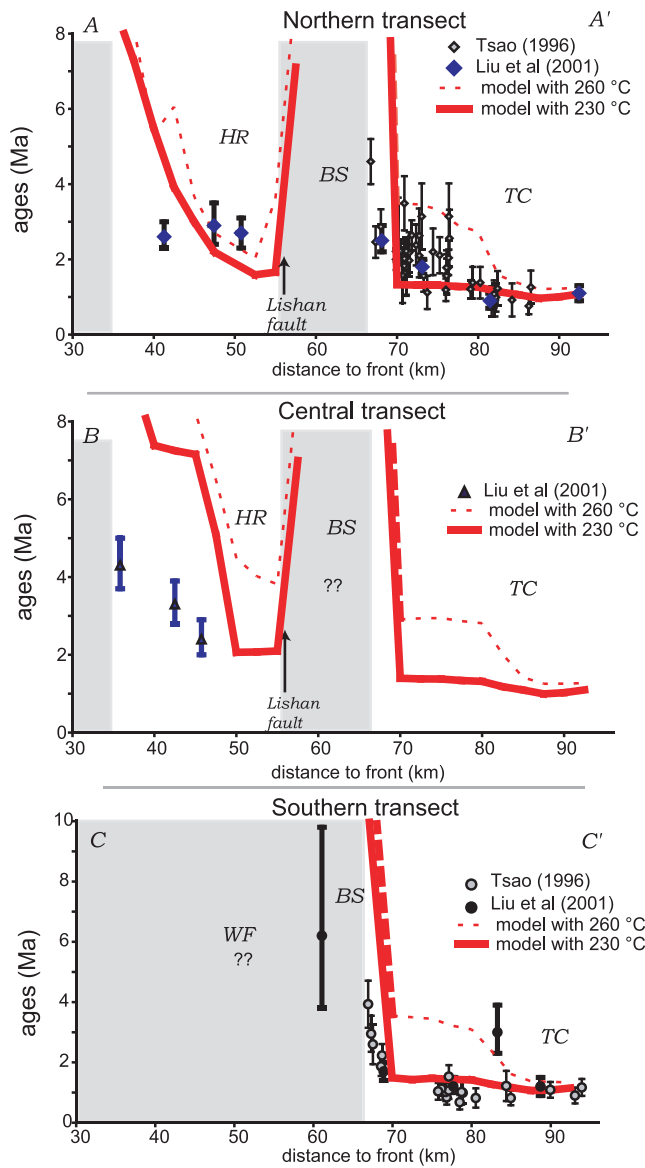 Northern transect
A
A'
Tsao (1996)
Liu et al (2001)
model with 260 °C
model with 230 °C
HR
BS
TC
Lishan
fault
ages (Ma)
8
6
4
2
0
30 40 50 60 70 80 90
distance to front (km)
Central transect
B
B'
Liu et al (2001)
model with 260 °C
model with 230 °C
HR
BS
??
TC
Lishan
fault
ages (Ma)
8
6
4
2
0
30 40 50 60 70 80 90
distance to front (km)
Southern transect
C
C'
Tsao (1996)
Liu et al (2001)
model with 260 °C
model with 230 °C
BS
WF
??
TC
ages (Ma)
10
8
6
4
2
0
30 40 50 60 70 80 90
distance to front (km)